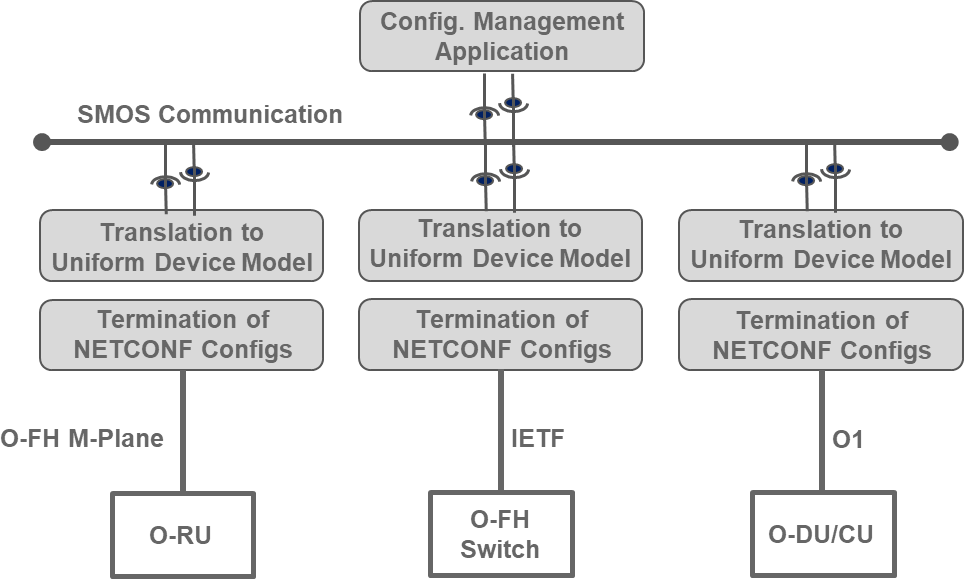 Config. Management
Application
SMOS Communication
Translation to
Uniform Device Model
Translation to
Uniform Device Model
Translation to
Uniform Device Model
Termination of
NETCONF Configs
Termination of
NETCONF Configs
Termination of
NETCONF Configs
O-FH M-Plane
IETF
O1
O-RU
O-FH
Switch
O-DU/CU